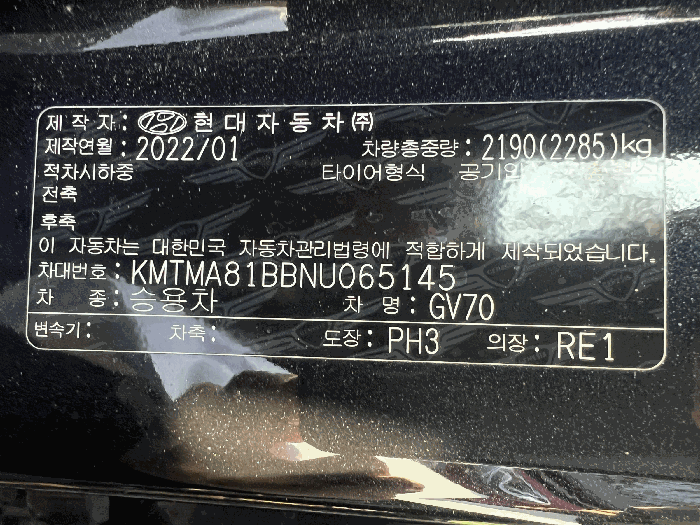 제 작 자 : 현 대 자 동 차 ㈜
제작연월 : 2022/01 차량총중량 : 2190(2285)kg
적차시하중 타이어형식
전축
후축
이 자동차는 대한민국 자동차관리법령에 적합하게 제작되었습니다.
차대번호 : KMTMA81BBNU065145
차 종 : 승용차 차 명 : GV70
변속기 : 차축 : 도장 : PH3 의장 : RE1